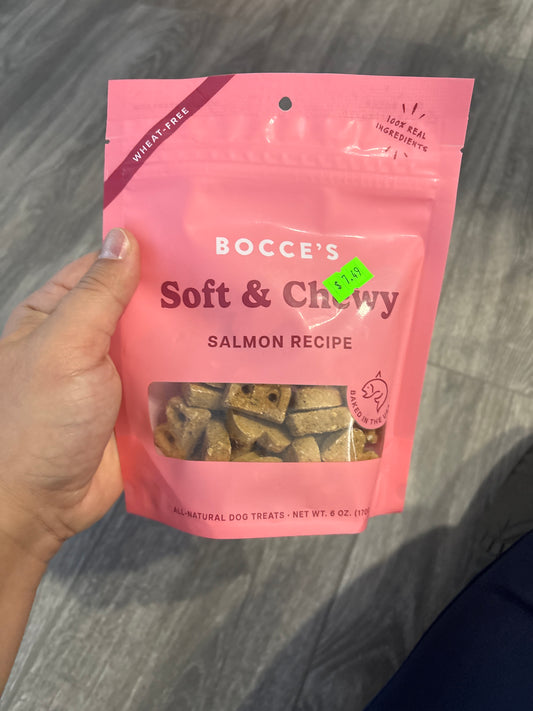 WHEAT-FREE
100% REAL
INGREDIENTS
BOCCE'S
$ 7.49
Soft & Chewy
SALMON RECIPE
BAKED IN THE
ALL-NATURAL DOG TREATS • NET WT. 6 OZ. (170